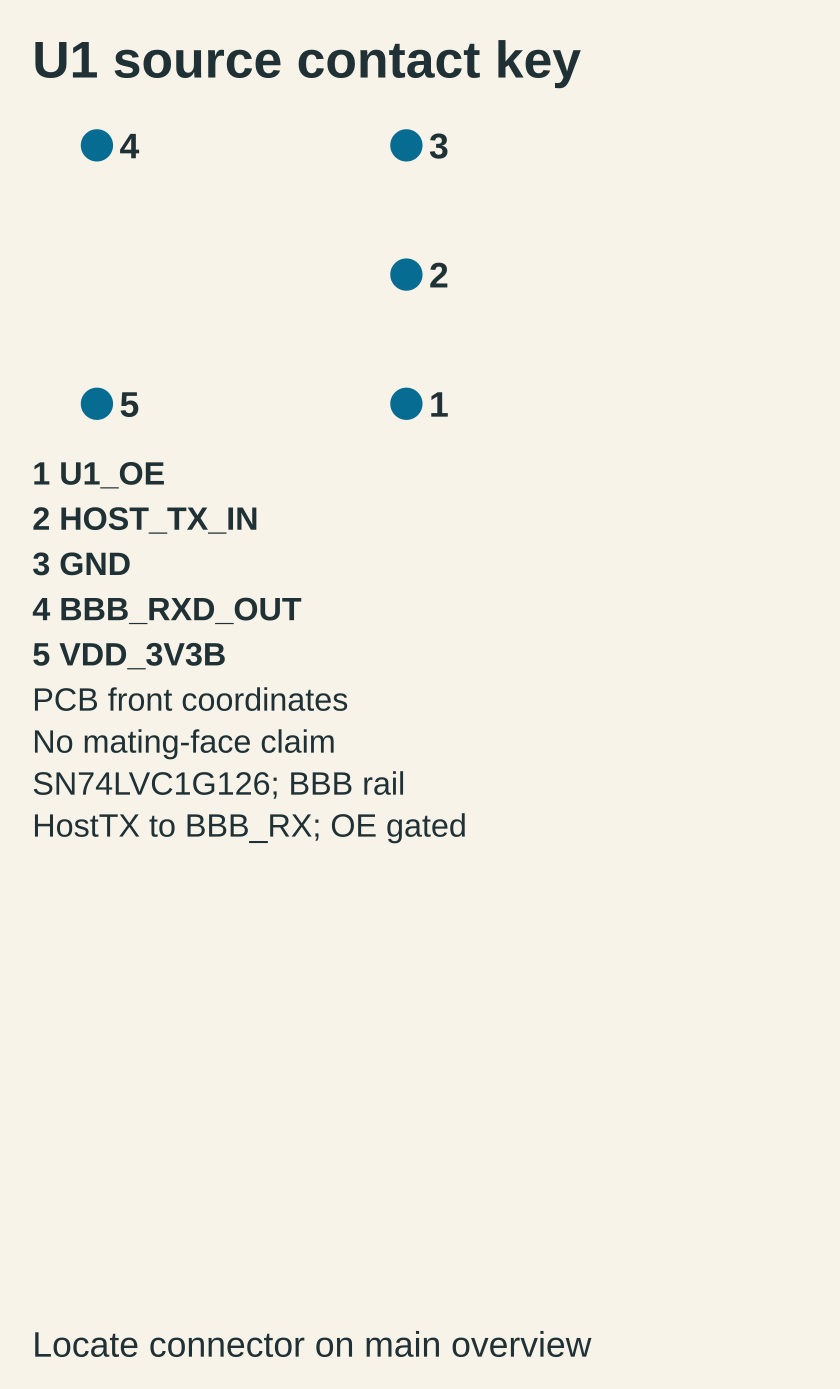 U1 source contact key
4 3
2
5 1
1 U1_OE
2 HOST_TX_IN
3 GND
4 BBB_RXD_OUT
5 VDD_3V3B
PCB front coordinates
No mating-face claim
SN74LVC1G126; BBB rail
HostTX to BBB_RX; OE gated
Locate connector on main overview